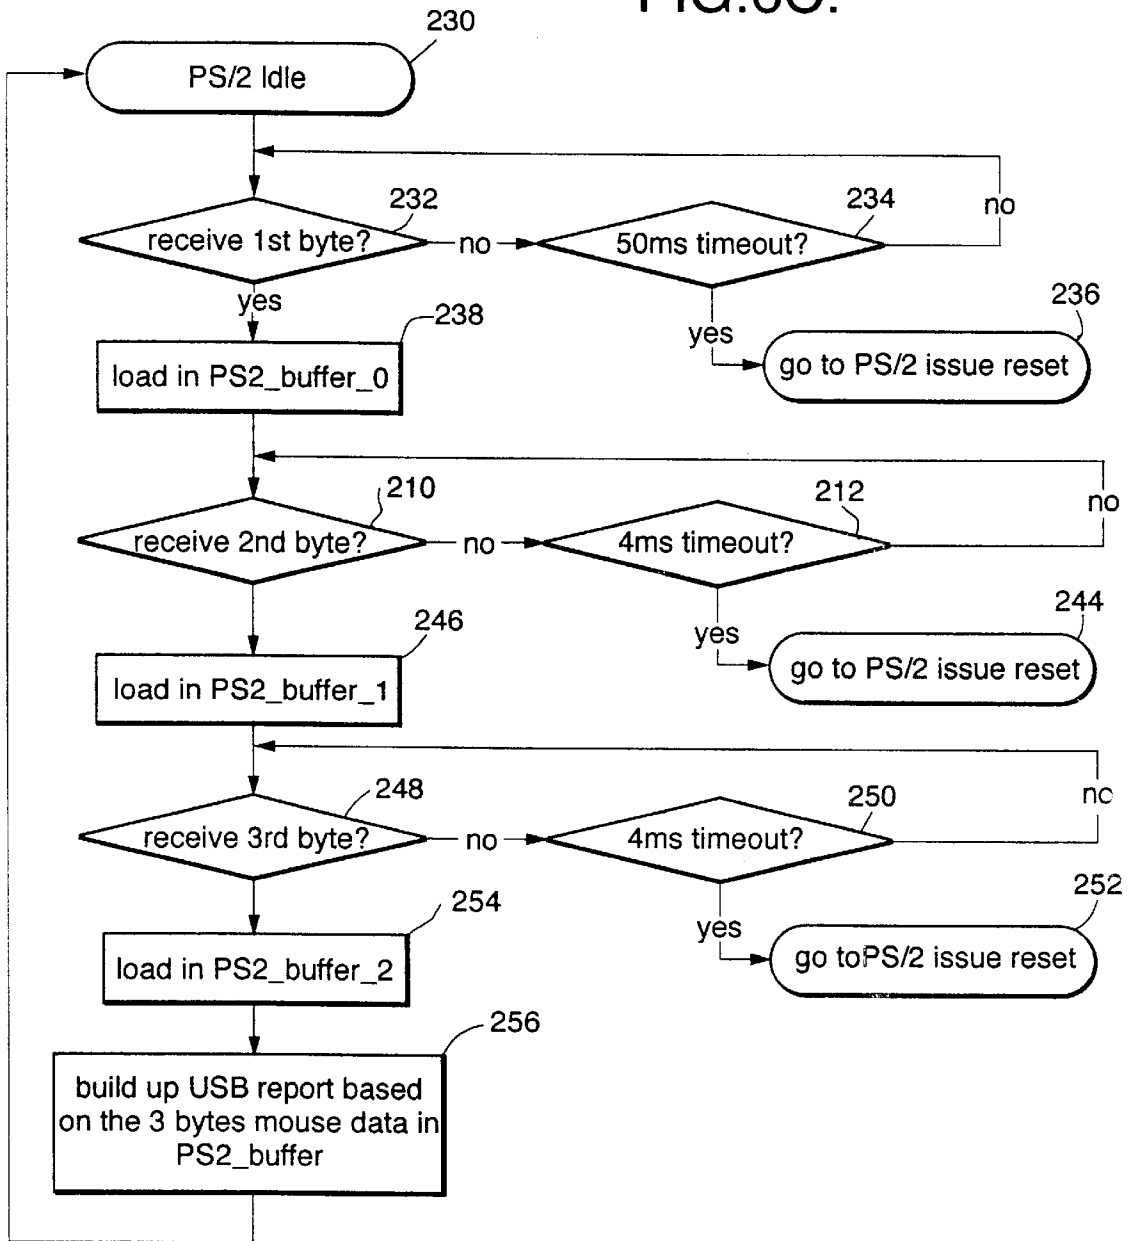 FIG.6C.
230
PS/2 Idle
232
receive 1st byte?
no
234
50ms timeout?
no
yes
238
yes
236
load in PS2_buffer_0
go to PS/2 issue reset
210
receive 2nd byte?
no
212
4ms timeout?
no
246
yes
244
load in PS2_buffer_1
go to PS/2 issue reset
248
receive 3rd byte?
no
250
4ms timeout?
no
254
yes
252
load in PS2_buffer_2
go toPS/2 issue reset
256
build up USB report based
on the 3 bytes mouse data in
PS2_buffer